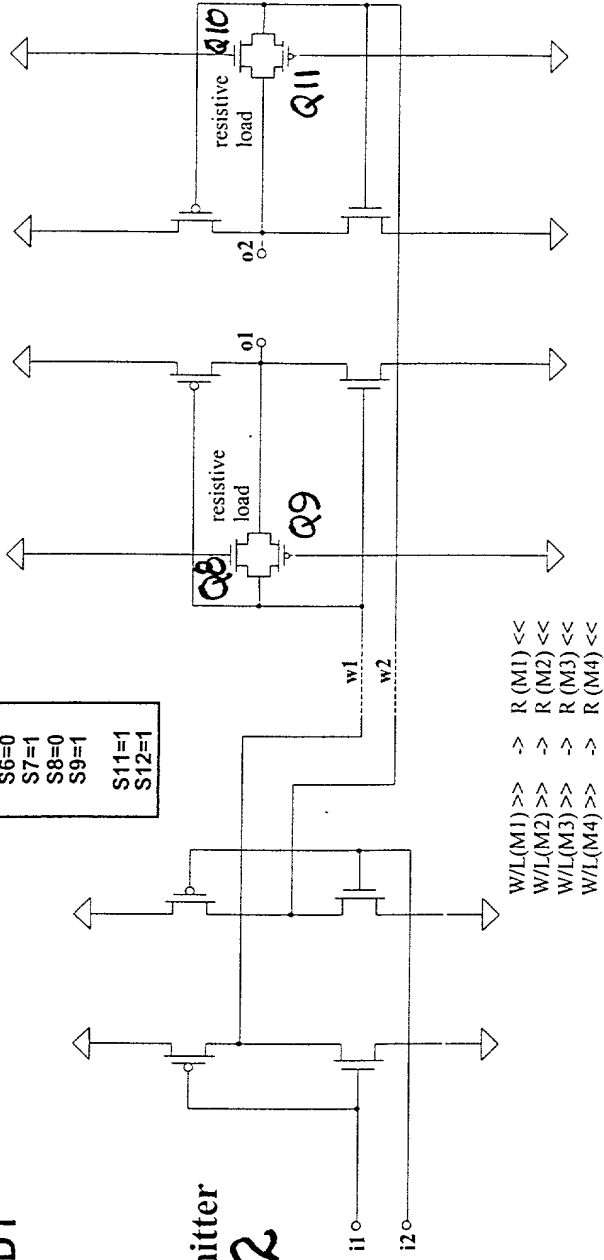 D1
S6=0
S7=1
S8=0
S9=1
S11=1
S12=1
itter
2
i1
i2
w1
w2
Q8
resistive
load
Q9
o1
o2
resistive
load
Q10
Q11
W/L(M1) >> -> R (M1) <<
W/L(M2) >> -> R (M2) <<
W/L(M3) >> -> R (M3) <<
W/L(M4) >> -> R (M4) <<